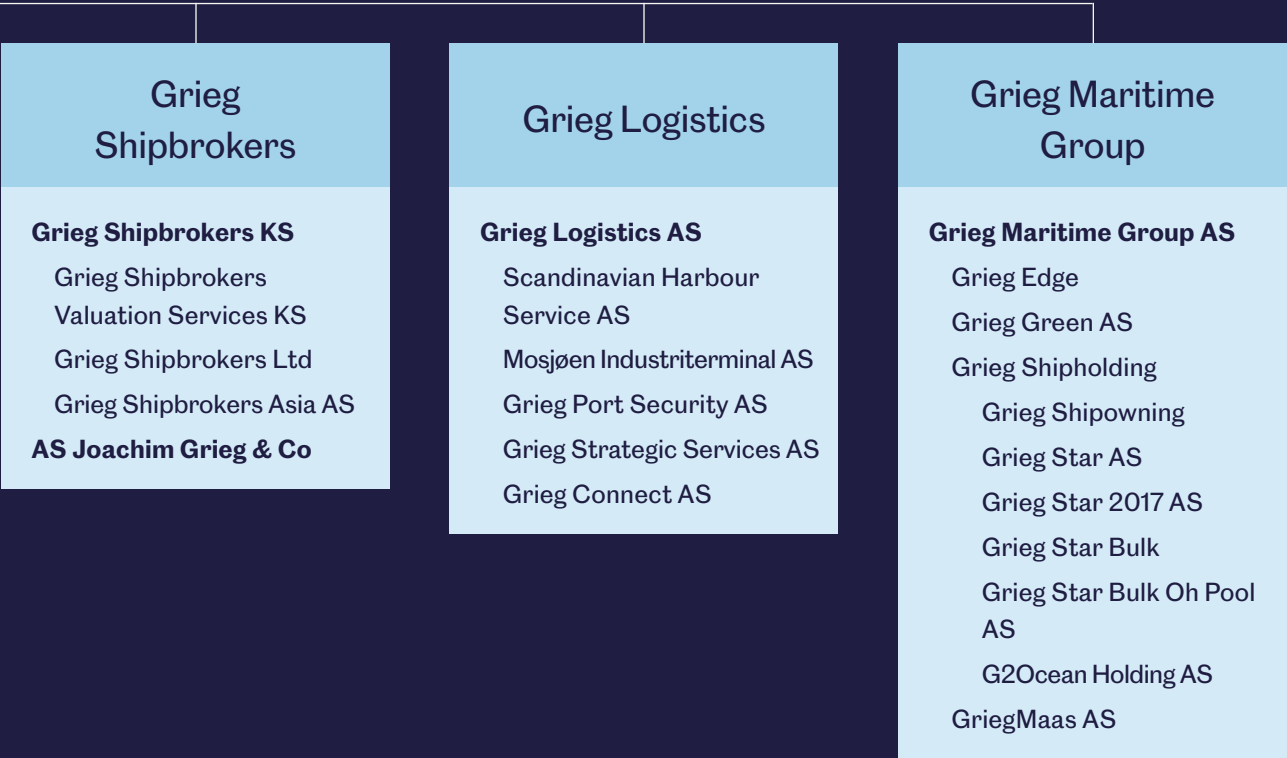 Grieg
Shipbrokers
Grieg Shipbrokers KS
Grieg Shipbrokers
Valuation Services KS
Grieg Shipbrokers Ltd
Grieg Shipbrokers Asia AS
AS Joachim Grieg & Co
Grieg Logistics
Grieg Logistics AS
Scandinavian Harbour
Service AS
Mosjøen Industriterminal AS
Grieg Port Security AS
Grieg Strategic Services AS
Grieg Connect AS
Grieg Maritime
Group
Grieg Maritime Group AS
Grieg Edge
Grieg Green AS
Grieg Shipholding
Grieg Shipowning
Grieg Star AS
Grieg Star 2017 AS
Grieg Star Bulk
Grieg Star Bulk Oh Pool
AS
G2Ocean Holding AS
GriegMaas AS